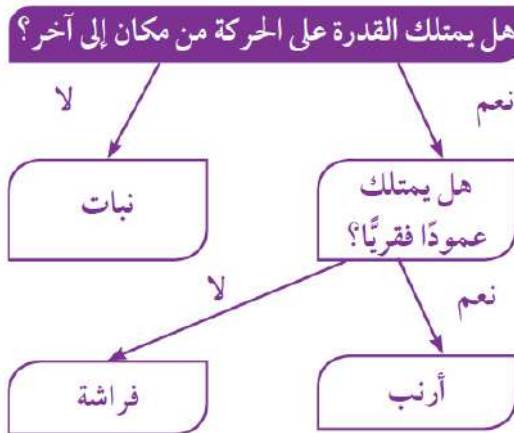 هل يمتلك القدرة على الحركة من مكان إلى آخر؟
نعم
لا
هل يمتلك
عمودًا فقريًّا؟
نبات
نعم
لا
أرنب
فراشة